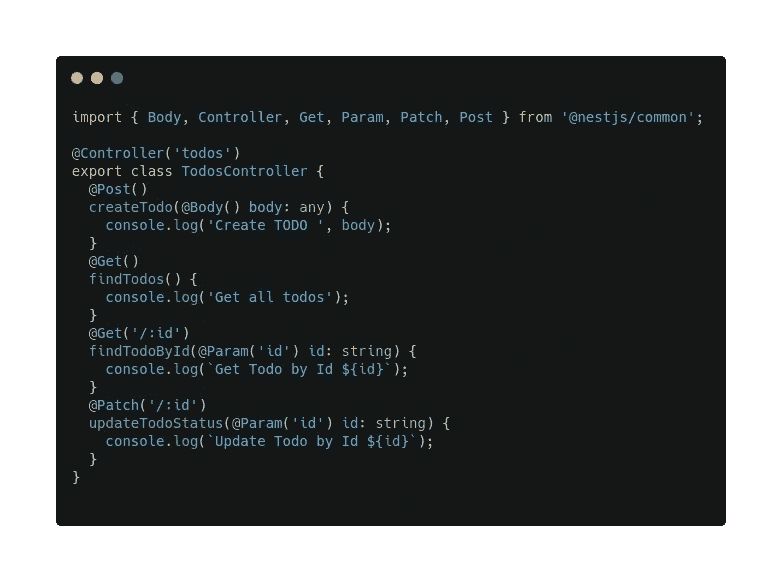 import { Body, Controller, Get, Param, Patch, Post } from '@nestjs/common';

@Controller('todos')
export class TodosController {
  @Post()
  createTodo(@Body() body: any) {
    console.log('Create TODO ', body);
  }
  @Get()
  findTodos() {
    console.log('Get all todos');
  }
  @Get('/:id')
  findTodoById(@Param('id') id: string) {
    console.log(`Get Todo by Id ${id}`);
  }
  @Patch('/:id')
  updateTodoStatus(@Param('id') id: string) {
    console.log(`Update Todo by Id ${id}`);
  }
}